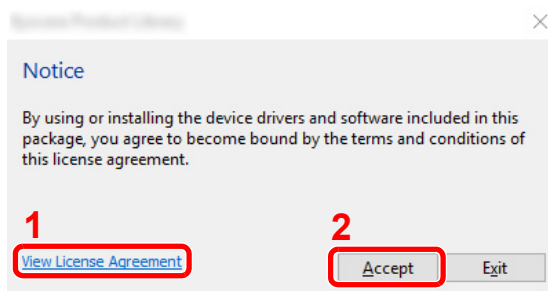 Notice
By using or installing the device drivers and software included in this
package, you agree to become bound by the terms and conditions of
this license agreement.
1
2
View License Agreement
Accept
Exit